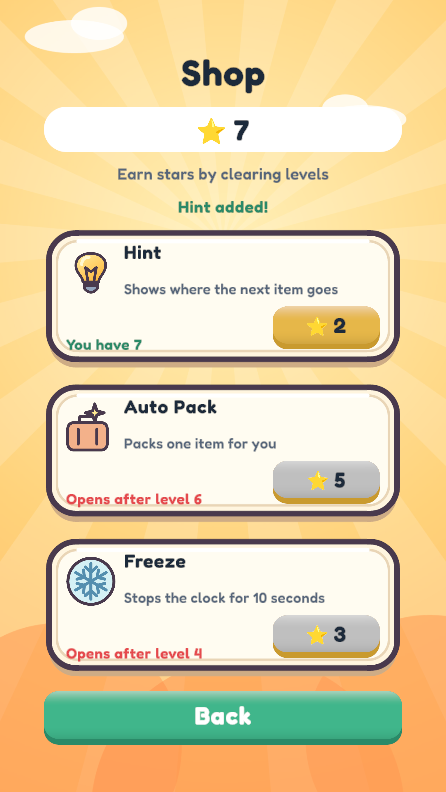 Shop
7
Earn stars by clearing levels
Hint added!
Hint
Shows where the next item goes
2
You have 7
Auto Pack
Packs one item for you
5
Opens after level 6
Freeze
Stops the clock for 10 seconds
3
Opens after level 4
Back